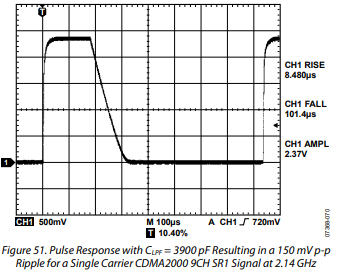 T
CH1 RISE
8.480µs
CH1 FALL
101.4µs
CH1 AMPL
2.37V
1
CH1 500mV M 100µs A CH1 ƒ 720mV
T 10.40%
07368-070
Figure 51. Pulse Response with CLPF = 3900 pF Resulting in a 150 mV p-p
Ripple for a Single Carrier CDMA2000 9CH SR1 Signal at 2.14 GHz